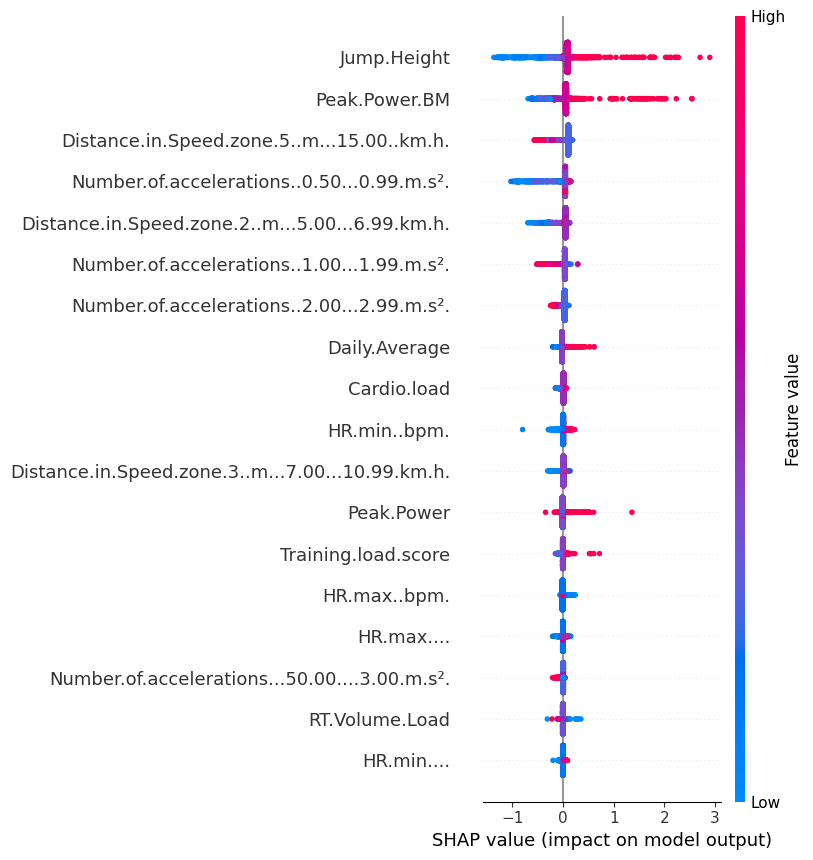 High
Jump.Height
Peak.Power.BM
Distance.in.Speed.zone.5..m...15.00..km.h.
Number.of.accelerations..0.50...0.99.m.s².
Distance.in.Speed.zone.2..m...5.00...6.99.km.h.
Number.of.accelerations..1.00...1.99.m.s².
Number.of.accelerations..2.00...2.99.m.s².
Daily.Average
Cardio.load
HR.min..bpm.
Distance.in.Speed.zone.3..m...7.00...10.99.km.h.
Peak.Power
Training.load.score
HR.max..bpm.
HR.max....
Number.of.accelerations...50.00....3.00.m.s².
RT.Volume.Load
HR.min....
Feature value
Low
−1 0 1 2 3
SHAP value (impact on model output)